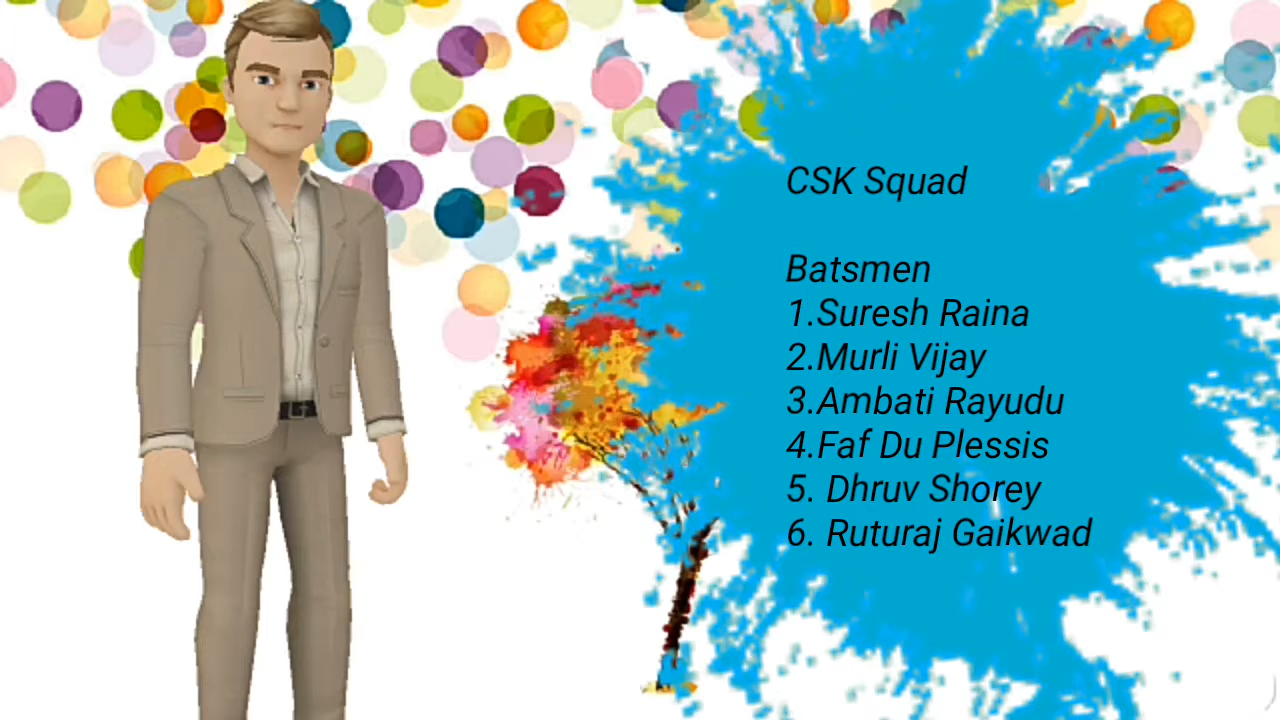 CSK Squad
Batsmen
1.Suresh Raina
2.Murli Vijay
3.Ambati Rayudu
4.Faf Du Plessis
5. Dhruv Shorey
6. Ruturaj Gaikwad